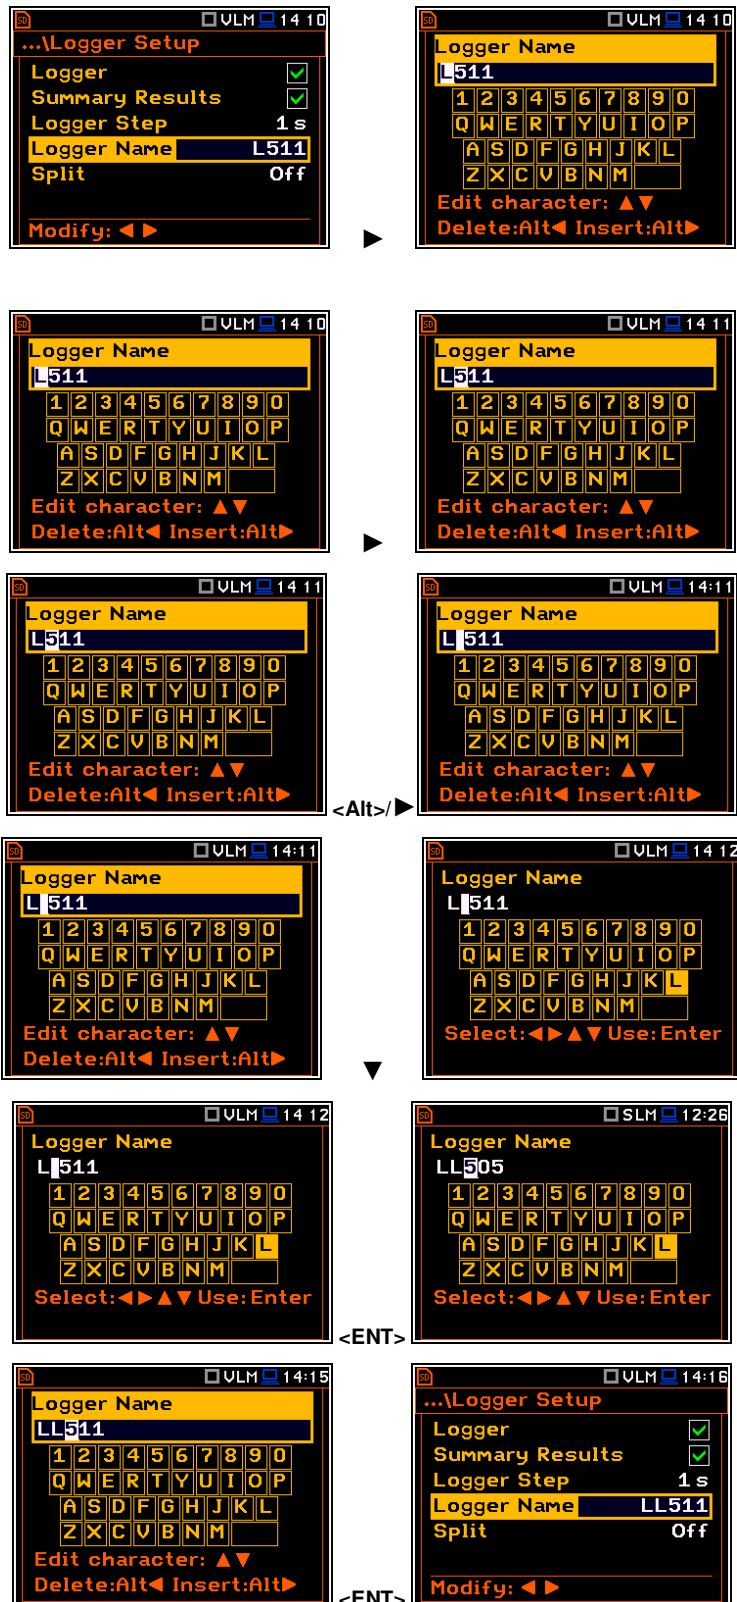 SD VLM 14 10
...\Logger Setup
Logger
Summary Results
Logger Step 1 s
Logger Name L511
Split Off
Modify: ◀ ▶
▶
SD VLM 14 10
Logger Name
L511
1 2 3 4 5 6 7 8 9 0
Q W E R T Y U I O P
A S D F G H J K L
Z X C V B N M
Edit character: ▲ ▼
Delete:Alt◀ Insert:Alt▶
SD VLM 14 10
Logger Name
L511
1 2 3 4 5 6 7 8 9 0
Q W E R T Y U I O P
A S D F G H J K L
Z X C V B N M
Edit character: ▲ ▼
Delete:Alt◀ Insert:Alt▶
▶
SD VLM 14 11
Logger Name
L511
1 2 3 4 5 6 7 8 9 0
Q W E R T Y U I O P
A S D F G H J K L
Z X C V B N M
Edit character: ▲ ▼
Delete:Alt◀ Insert:Alt▶
SD VLM 14 11
Logger Name
L511
1 2 3 4 5 6 7 8 9 0
Q W E R T Y U I O P
A S D F G H J K L
Z X C V B N M
Edit character: ▲ ▼
Delete:Alt◀ Insert:Alt▶
<Alt>/▶
SD VLM 14:11
Logger Name
L 511
1 2 3 4 5 6 7 8 9 0
Q W E R T Y U I O P
A S D F G H J K L
Z X C V B N M
Edit character: ▲ ▼
Delete:Alt◀ Insert:Alt▶
SD VLM 14:11
Logger Name
L 511
1 2 3 4 5 6 7 8 9 0
Q W E R T Y U I O P
A S D F G H J K L
Z X C V B N M
Edit character: ▲ ▼
Delete:Alt◀ Insert:Alt▶
▼
SD VLM 14 12
Logger Name
L 511
1 2 3 4 5 6 7 8 9 0
Q W E R T Y U I O P
A S D F G H J K L
Z X C V B N M
Select:◀ ▶ ▲ ▼ Use:Enter
SD VLM 14 12
Logger Name
L 511
1 2 3 4 5 6 7 8 9 0
Q W E R T Y U I O P
A S D F G H J K L
Z X C V B N M
Select:◀ ▶ ▲ ▼ Use:Enter
<ENT>
SD SLM 12:26
Logger Name
LL505
1 2 3 4 5 6 7 8 9 0
Q W E R T Y U I O P
A S D F G H J K L
Z X C V B N M
Select:◀ ▶ ▲ ▼ Use:Enter
SD VLM 14:15
Logger Name
LL511
1 2 3 4 5 6 7 8 9 0
Q W E R T Y U I O P
A S D F G H J K L
Z X C V B N M
Edit character: ▲ ▼
Delete:Alt◀ Insert:Alt▶
<ENT>
SD VLM 14:16
...\Logger Setup
Logger
Summary Results
Logger Step 1 s
Logger Name LL511
Split Off
Modify: ◀ ▶